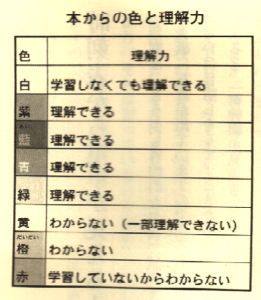 本からの色と理解力
色 理解力
白 学習しなくても理解できる
紫 理解できる
藍 理解できる
青 理解できる
緑 理解できる
黄 わからない（一部理解できない）
だいだい
橙 わからない
赤 学習していないからわからない